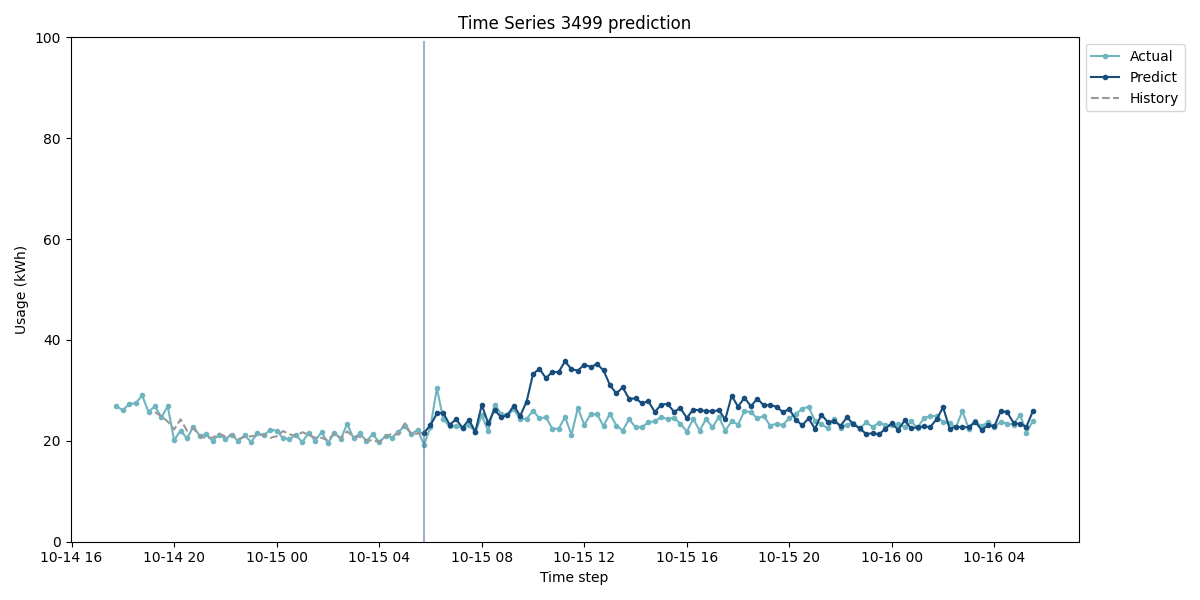 Time Series 3499 prediction
Actual
Predict
History
Usage (kWh)
100
80
60
40
20
0
10-14 16 10-14 20 10-15 00 10-15 04 10-15 08 10-15 12 10-15 16 10-15 20 10-16 00 10-16 04
Time step